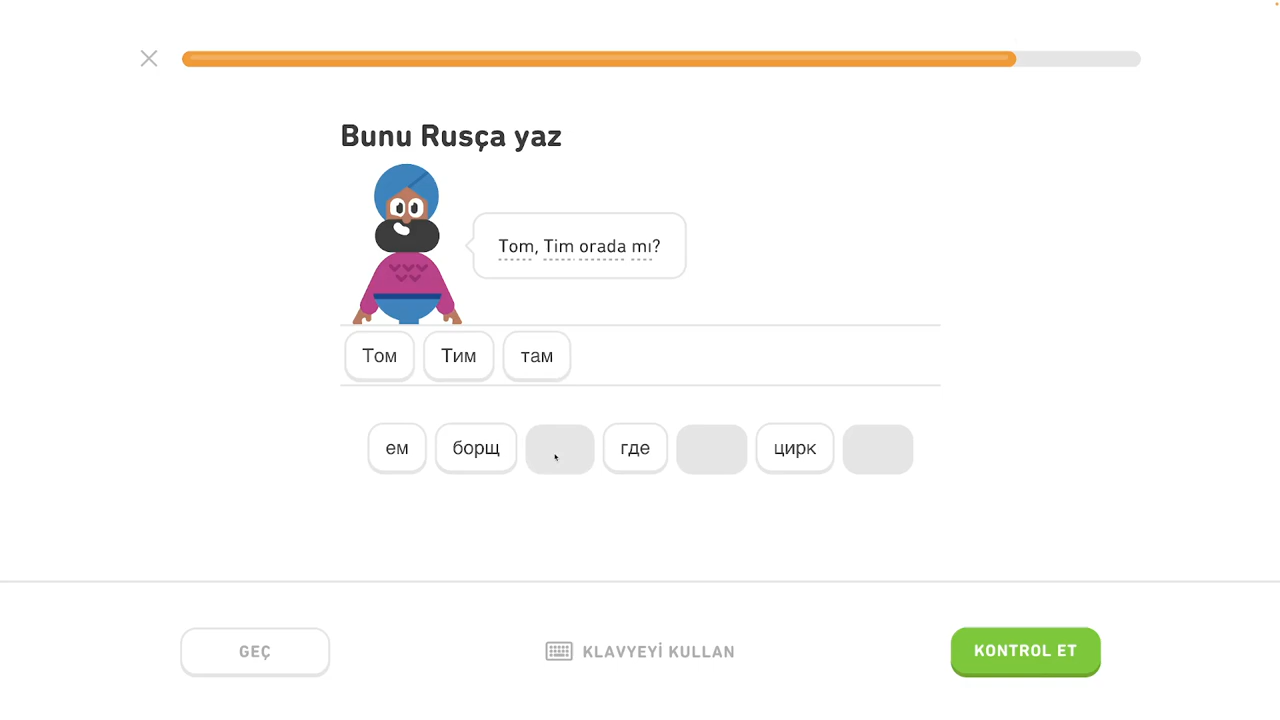 Bunu Rusça yaz
Tom, Tim orada mı?
Том Тим там
ем борщ где цирк
GEÇ KLAVYEYİ KULLAN KONTROL ET